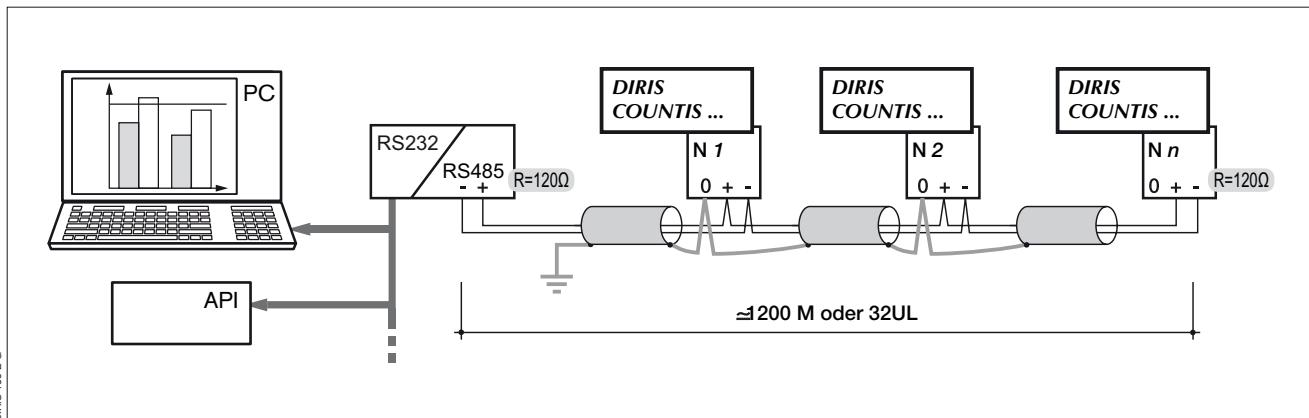 PC
RS232
RS485
- +
R=120Ω
API
DIRIS
COUNTIS ...
N 1
0 + -
DIRIS
COUNTIS ...
N 2
0 + -
DIRIS
COUNTIS ...
N n
0 + -
R=120Ω
≃1200 M oder 32UL